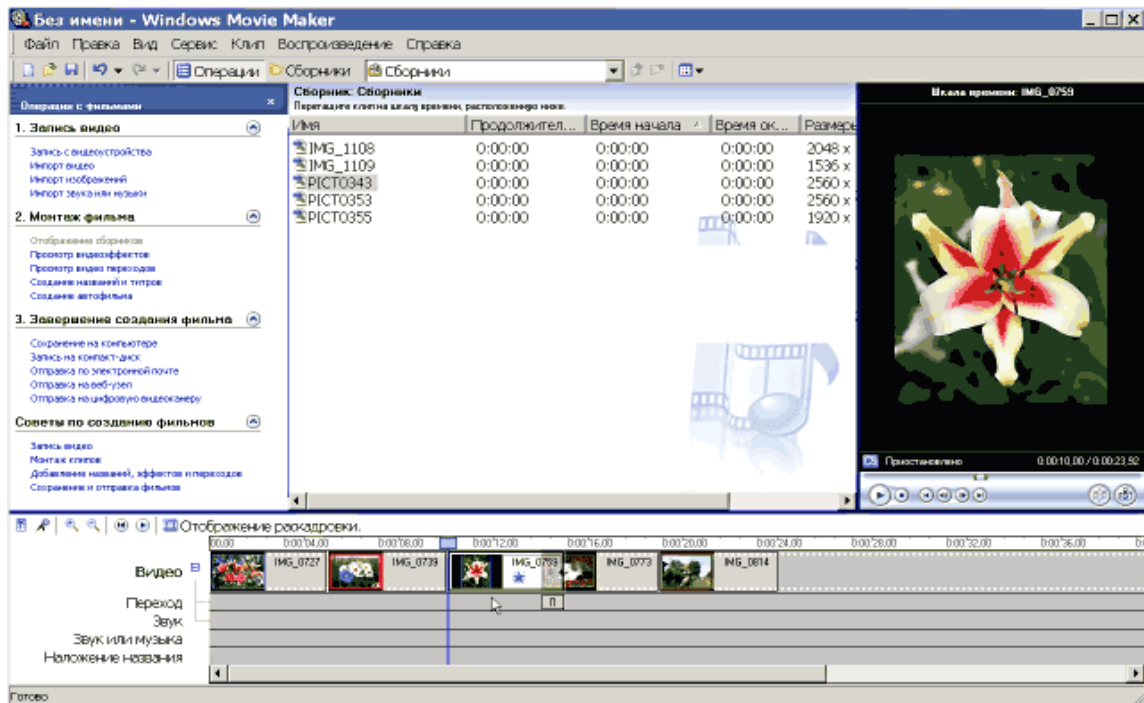 Без имени - Windows Movie Maker
Файл Правка Вид Сервис Клип Воспроизведение Справка
Операции Сборники Сборники
Операции с фильмами
1. Запись видео
Запись с видеоустройства
Импорт видео
Импорт изображений
Импорт звука или музыки
2. Монтаж фильма
Отображение сборников
Просмотр видеоэффектов
Просмотр видео переходов
Создание названий и титров
Создание автофильма
3. Завершение создания фильма
Сохранение на компьютере
Запись на компакт-диск
Отправка по электронной почте
Отправка на веб-узел
Отправка на цифровую видеокамеру
Советы по созданию фильмов
Запись видео
Монтаж клипов
Добавление названий, эффектов и переходов
Сохранение и отправка фильмов
Сборник: Сборники
Перетащите клип на шкалу времени, расположенную ниже.
Имя Продолжител... Время начала Время ок... Размеры
IMG_1108 0:00:00 0:00:00 0:00:00 2048 x
IMG_1109 0:00:00 0:00:00 0:00:00 1536 x
PICT0343 0:00:00 0:00:00 0:00:00 2560 x
PICT0353 0:00:00 0:00:00 0:00:00 2560 x
PICT0355 0:00:00 0:00:00 0:00:00 1920 x
Шкала времени: IMG_0759
Приостановлено 0:00:10,00 / 0:00:23,92
Отображение раскадровки.
00,00 0:00:04,00 0:00:08,00 0:00:12,00 0:00:16,00 0:00:20,00 0:00:24,00 0:00:28,00 0:00:32,00 0:00:36,00
Видео IMG_0727 IMG_0739 IMG_0759 IMG_0773 IMG_0814
Переход П
Звук
Звук или музыка
Наложение названия
Готово